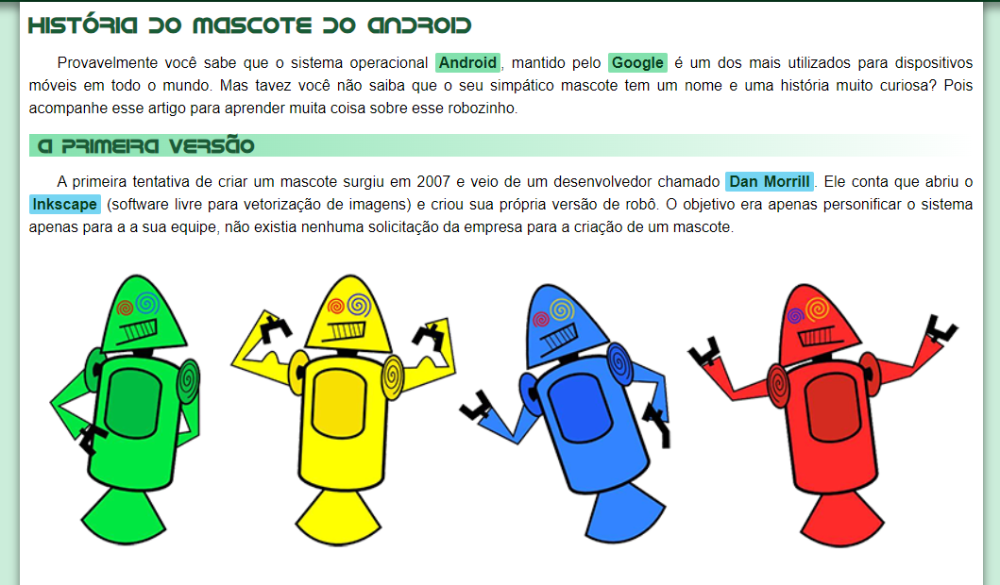 História do Mascote do Android
Provavelmente você sabe que o sistema operacional Android, mantido pelo Google é um dos mais utilizados para dispositivos
móveis em todo o mundo. Mas tavez você não saiba que o seu simpático mascote tem um nome e uma história muito curiosa? Pois
acompanhe esse artigo para aprender muita coisa sobre esse robozinho.
A primeira versão
A primeira tentativa de criar um mascote surgiu em 2007 e veio de um desenvolvedor chamado Dan Morrill. Ele conta que abriu o
Inkscape (software livre para vetorização de imagens) e criou sua própria versão de robô. O objetivo era apenas personificar o sistema
apenas para a a sua equipe, não existia nenhuma solicitação da empresa para a criação de um mascote.